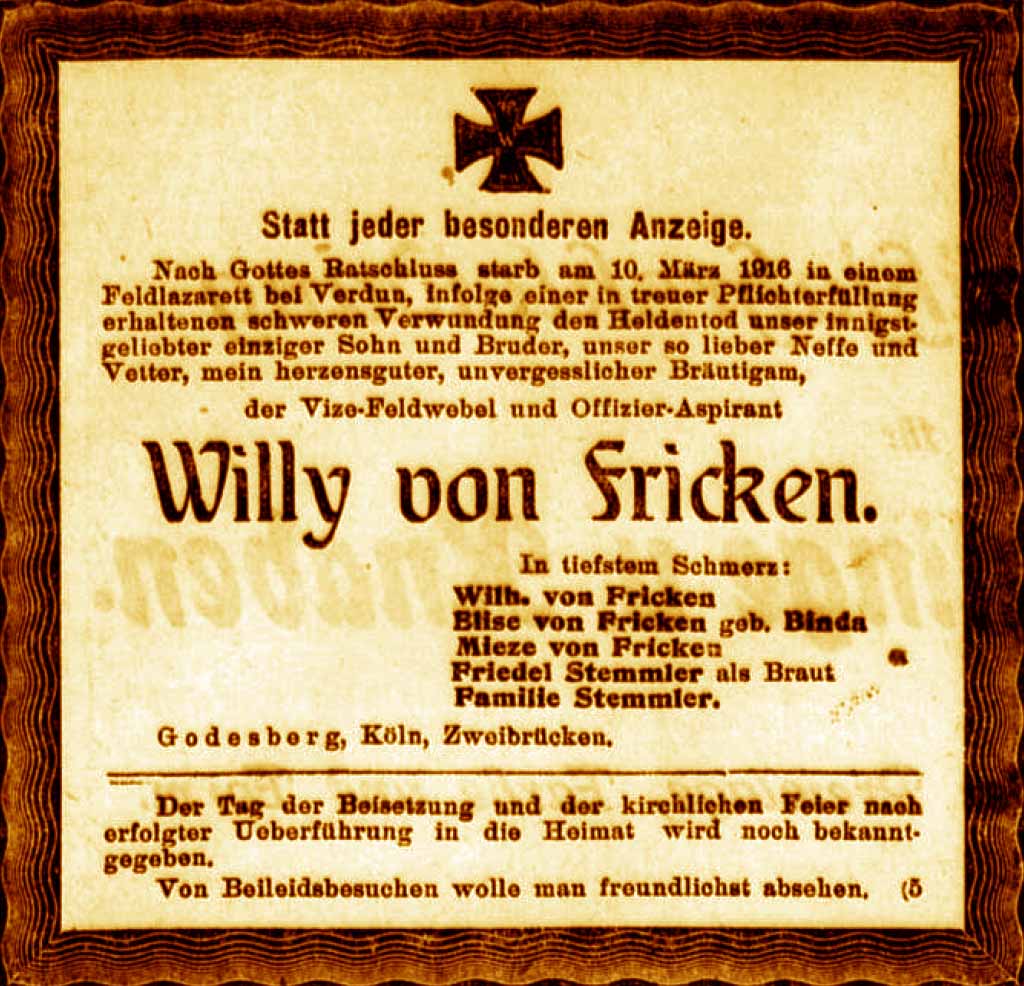 Statt jeder besonderen Anzeige.
Nach Gottes Ratschluss starb am 10. März 1916 in einem
Feldlazarett bei Verdun, infolge einer in treuer Pflichterfüllung
erhaltenen schweren Verwundung den Heldentod unser innigst-
geliebter einziger Sohn und Bruder, unser so lieber Neffe und
Vetter, mein herzensguter, unvergesslicher Bräutigam,
der Vize-Feldwebel und Offizier-Aspirant
Willy von Fricken.
In tiefstem Schmerz:
Wilh. von Fricken
Elise von Fricken geb. Binda
Mieze von Fricken
Friedel Stemmler als Braut
Familie Stemmler.
Godesberg, Köln, Zweibrücken.
Der Tag der Beisetzung und der kirchlichen Feier nach
erfolgter Ueberführung in die Heimat wird noch bekannt-
gegeben.
Von Beileidsbesuchen wolle man freundlichst absehen. (5